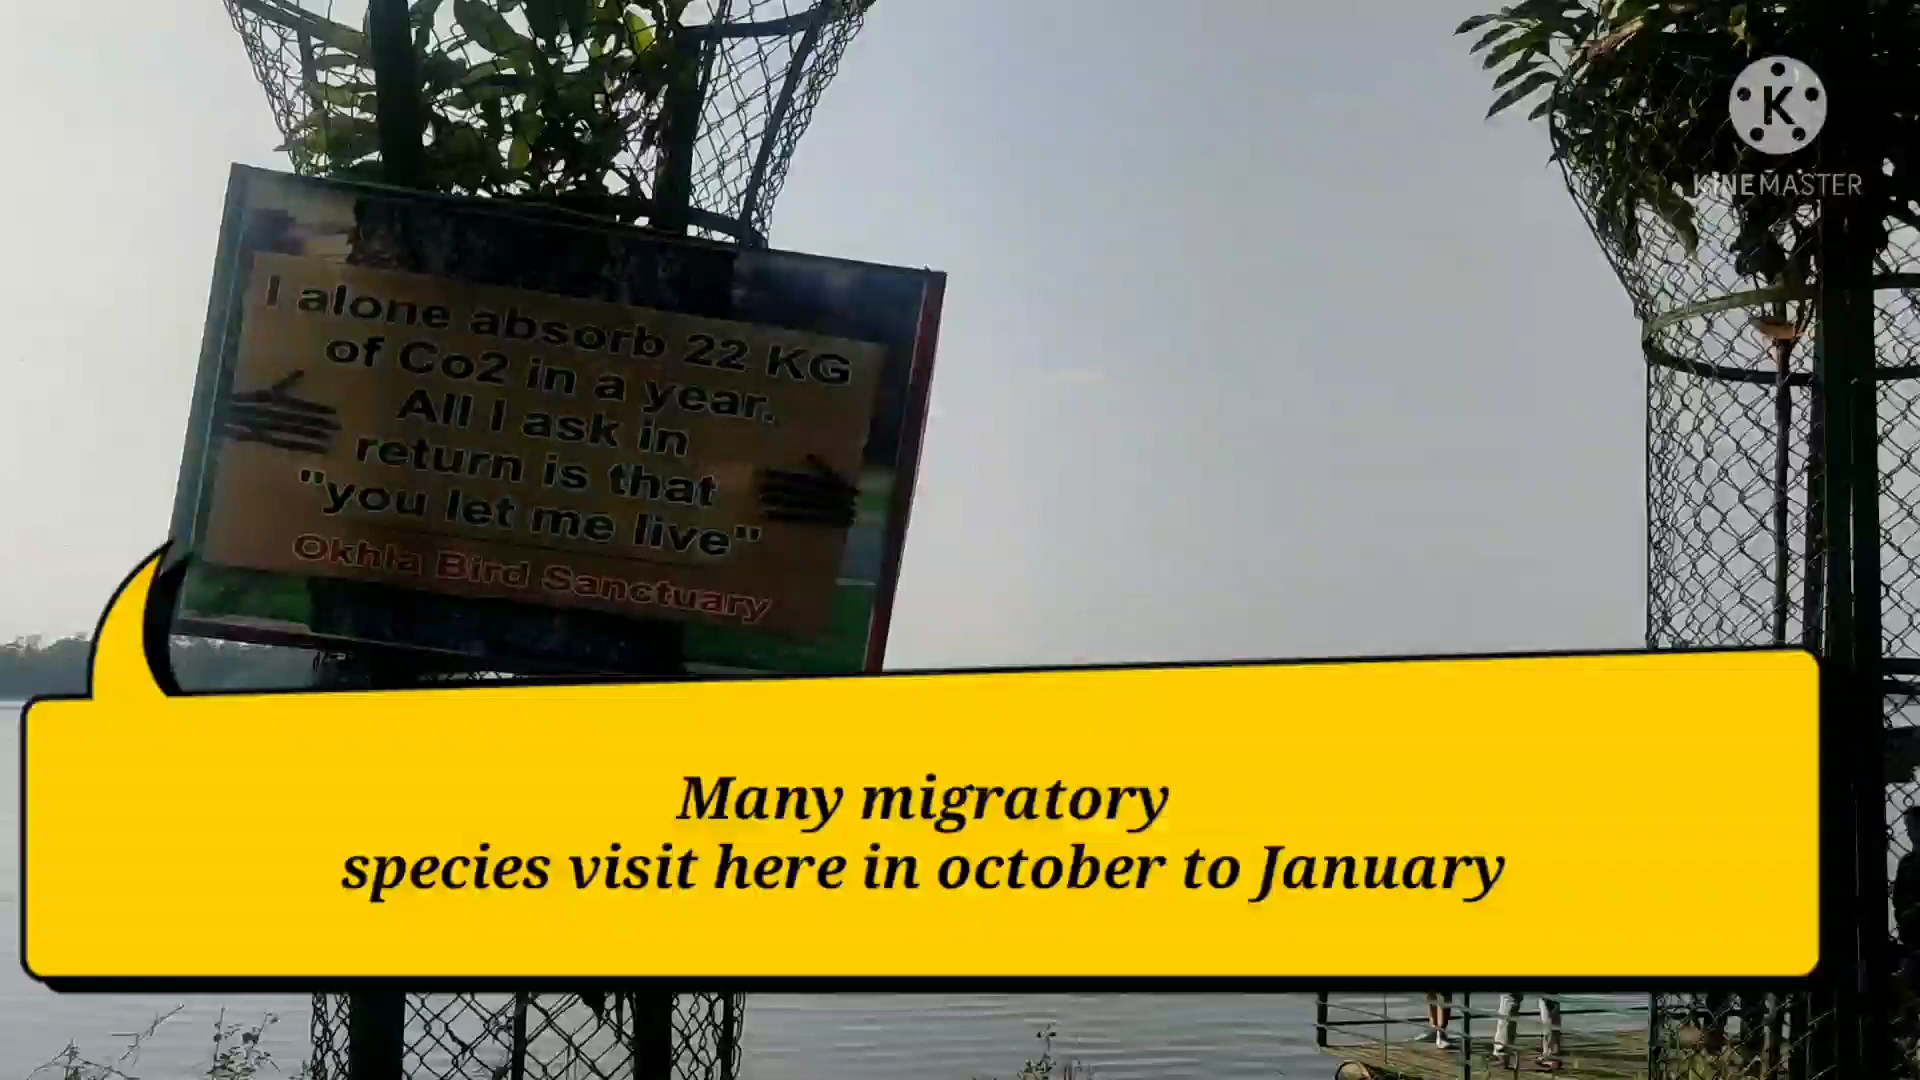 KINEMASTER
I alone absorb 22 KG
of Co2 in a year.
All I ask in
return is that
"you let me live"
Okhla Bird Sanctuary
Many migratory
species visit here in october to January